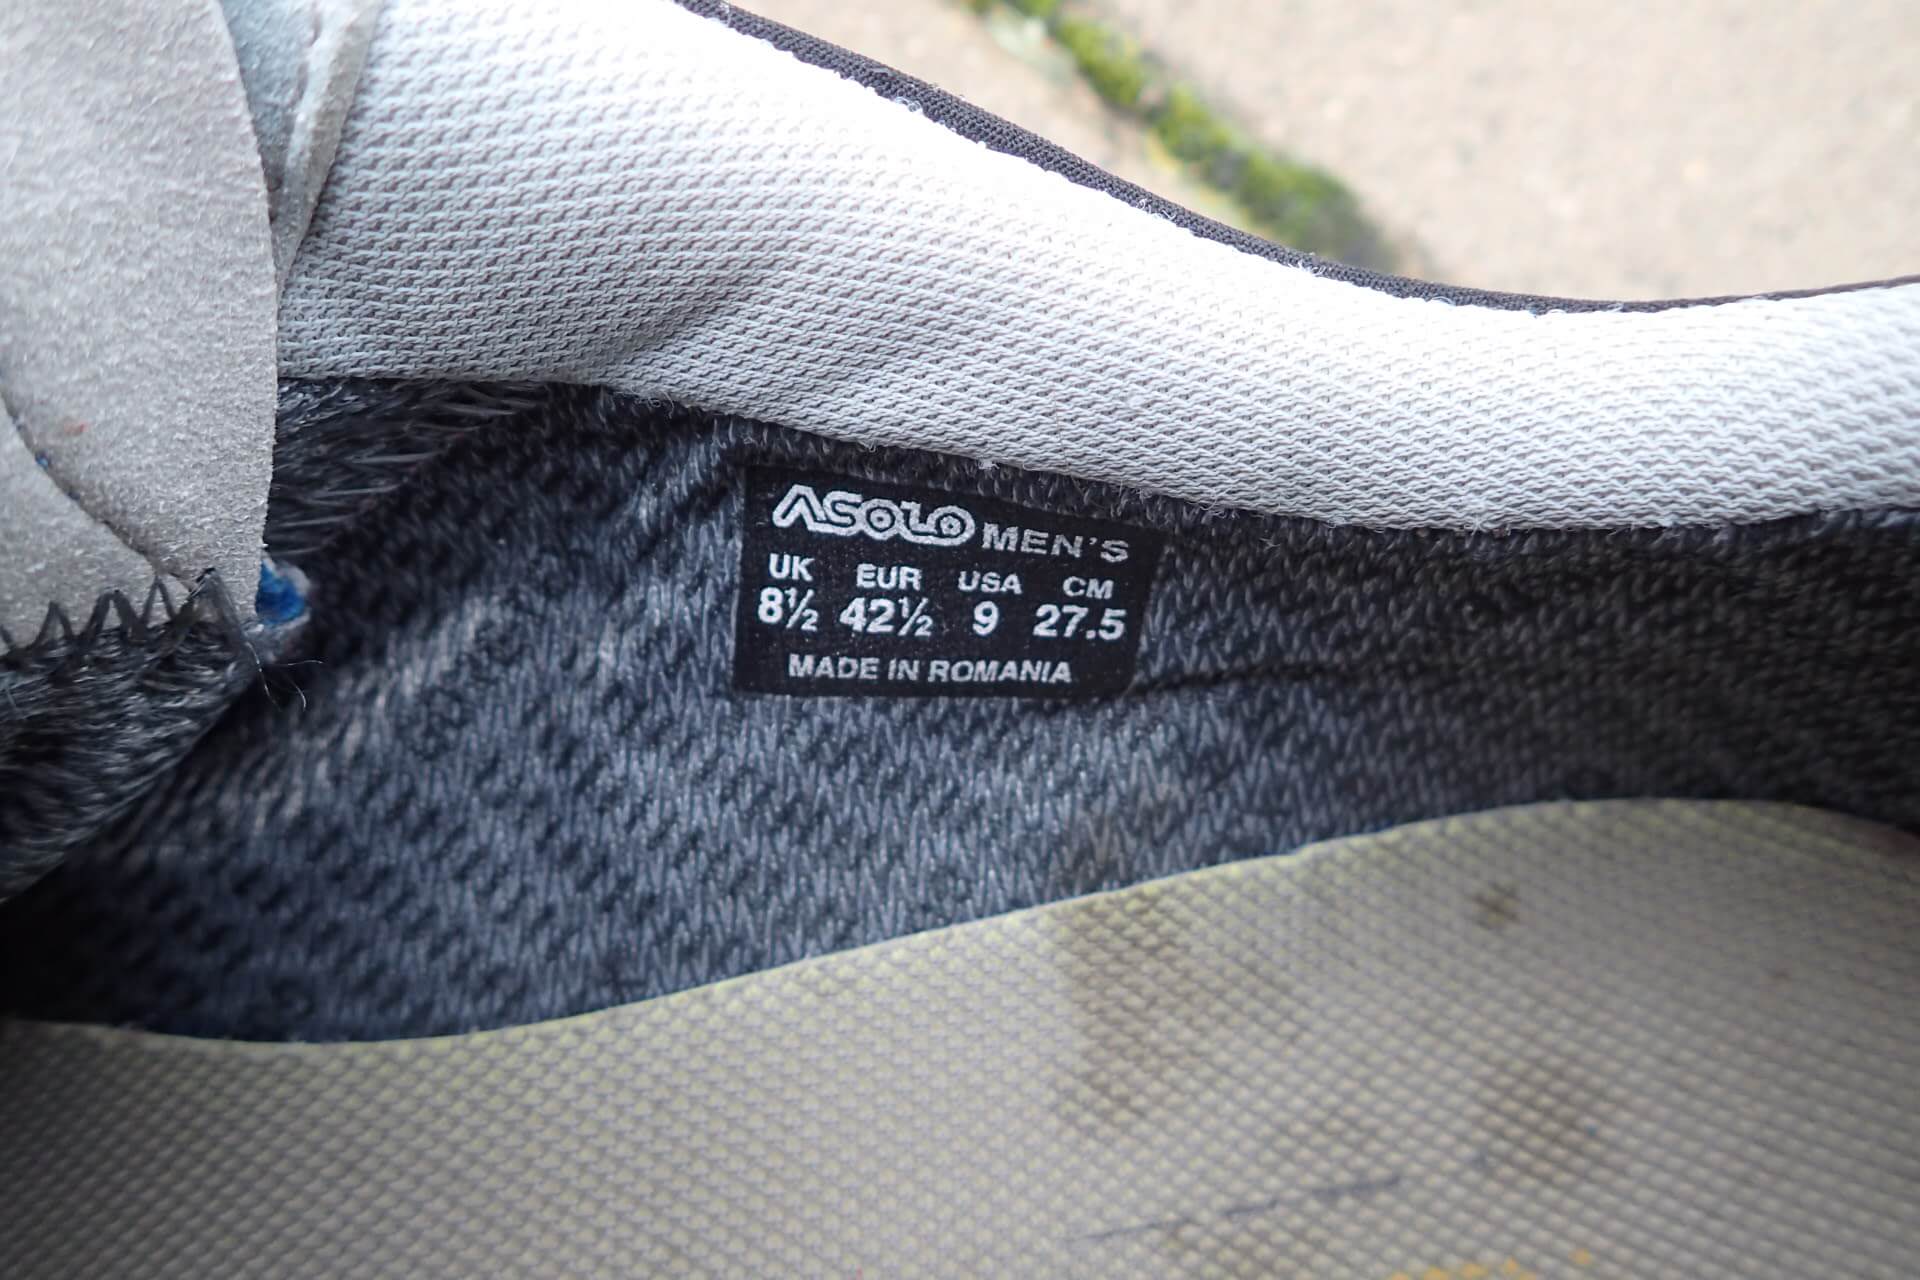 ASOLO MEN'S
UK EUR USA CM
8½ 42½ 9 27.5
MADE IN ROMANIA